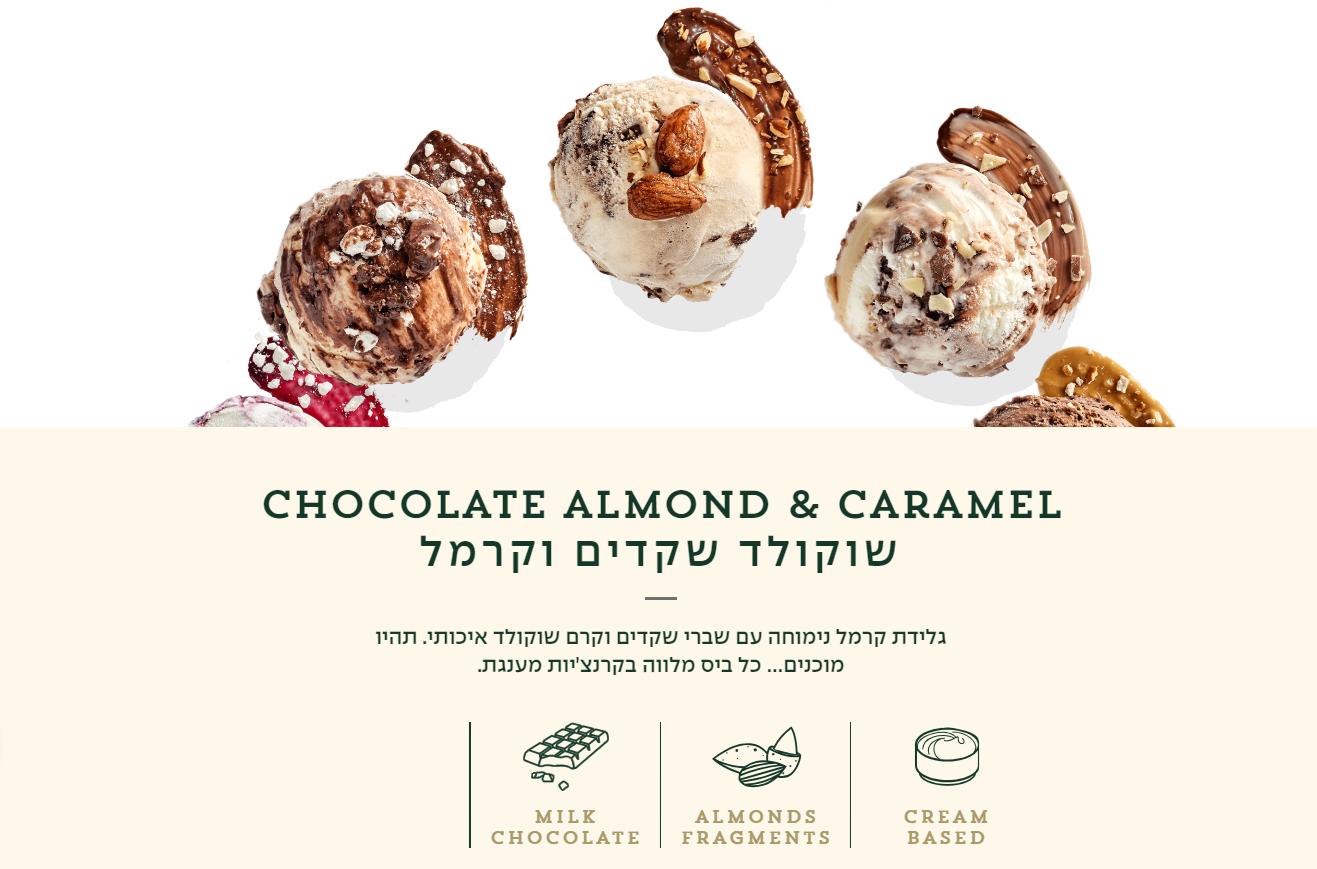 CHOCOLATE ALMOND & CARAMEL
שוקולד שקדים וקרמל
גלידת קרמל נימוחה עם שברי שקדים וקרם שוקולד איכותי. תהיו
מוכנים... כל ביס מלווה בקרנצ'יות מענגת.
MILK
CHOCOLATE
ALMONDS
FRAGMENTS
CREAM
BASED